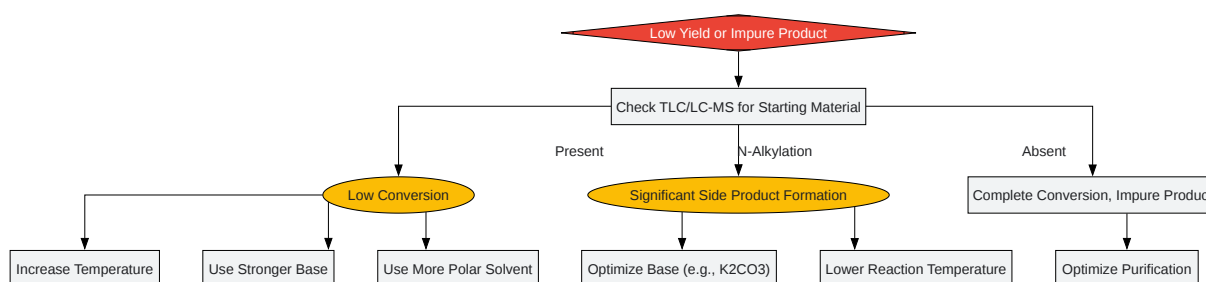 Low Yield or Impure Product
Check TLC/LC-MS for Starting Material
Present
N-Alkylation
Absent
Low Conversion
Significant Side Product Formation
Complete Conversion, Impure Product
Increase Temperature
Use Stronger Base
Use More Polar Solvent
Optimize Base (e.g., K2CO3)
Lower Reaction Temperature
Optimize Purification